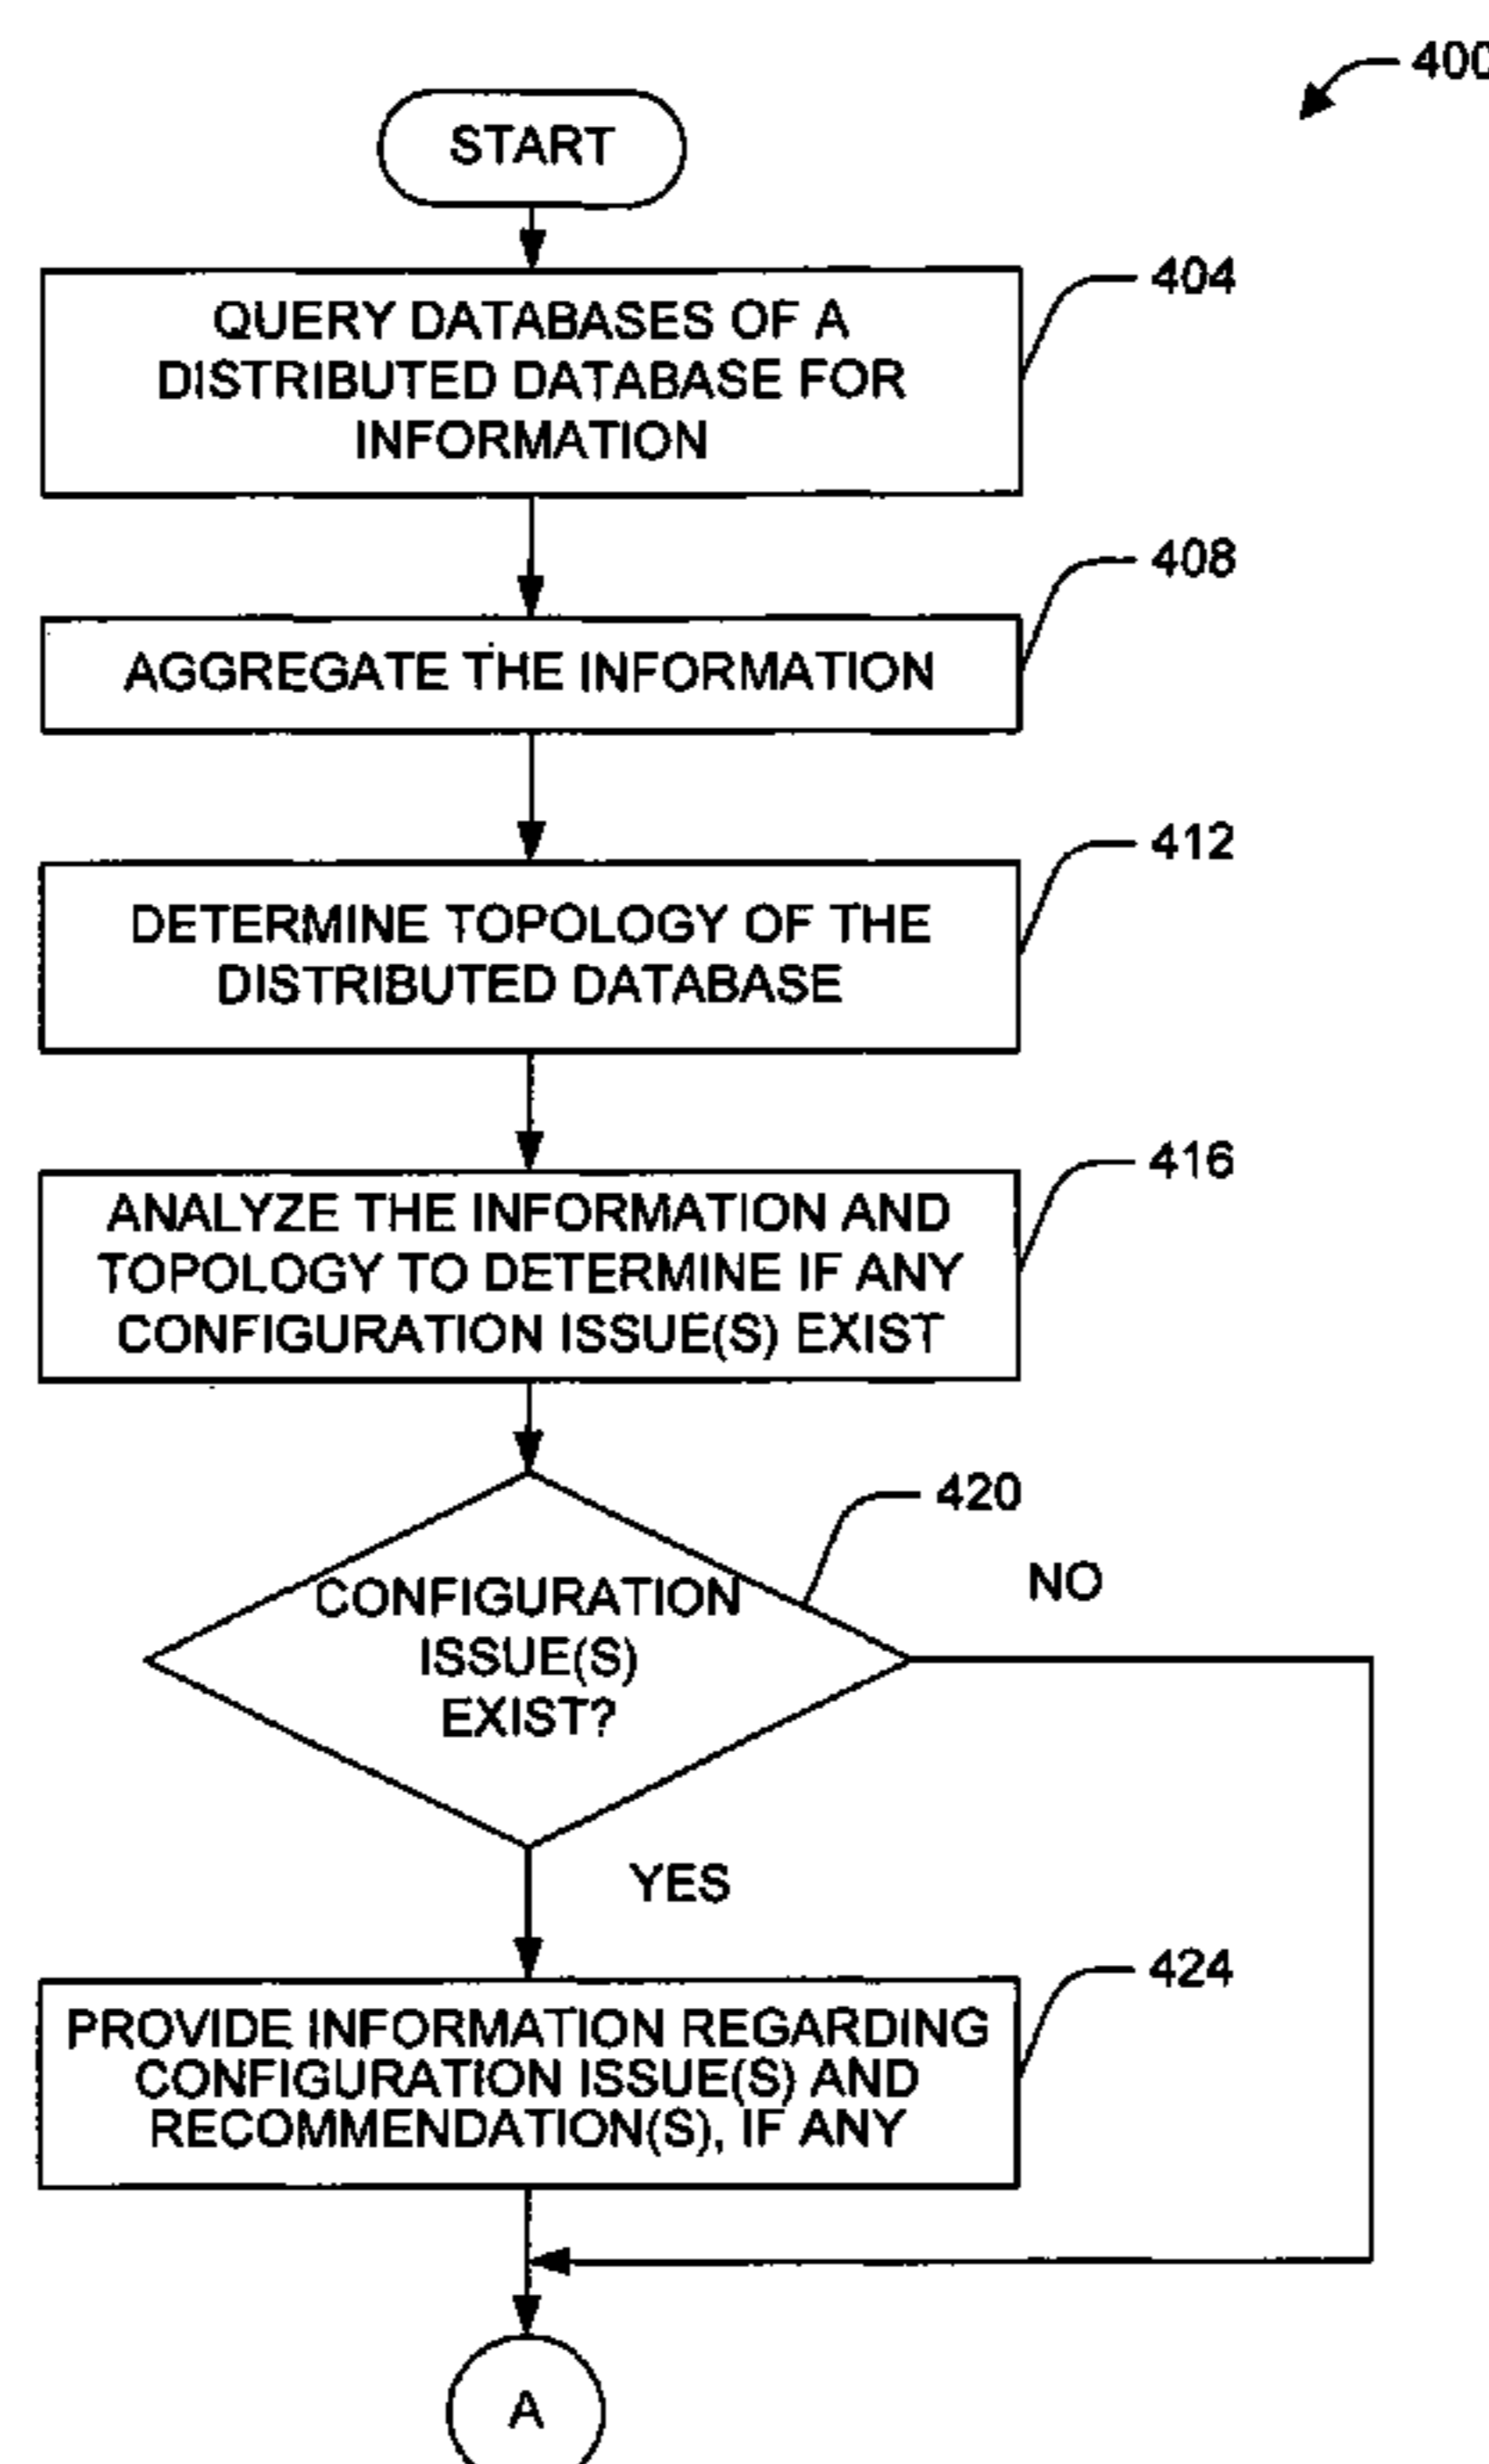 400
START
404
QUERY DATABASES OF A
DISTRIBUTED DATABASE FOR
INFORMATION
408
AGGREGATE THE INFORMATION
412
DETERMINE TOPOLOGY OF THE
DISTRIBUTED DATABASE
416
ANALYZE THE INFORMATION AND
TOPOLOGY TO DETERMINE IF ANY
CONFIGURATION ISSUE(S) EXIST
420
NO
CONFIGURATION
ISSUE(S)
EXIST?
YES
424
PROVIDE INFORMATION REGARDING
CONFIGURATION ISSUE(S) AND
RECOMMENDATION(S), IF ANY
A